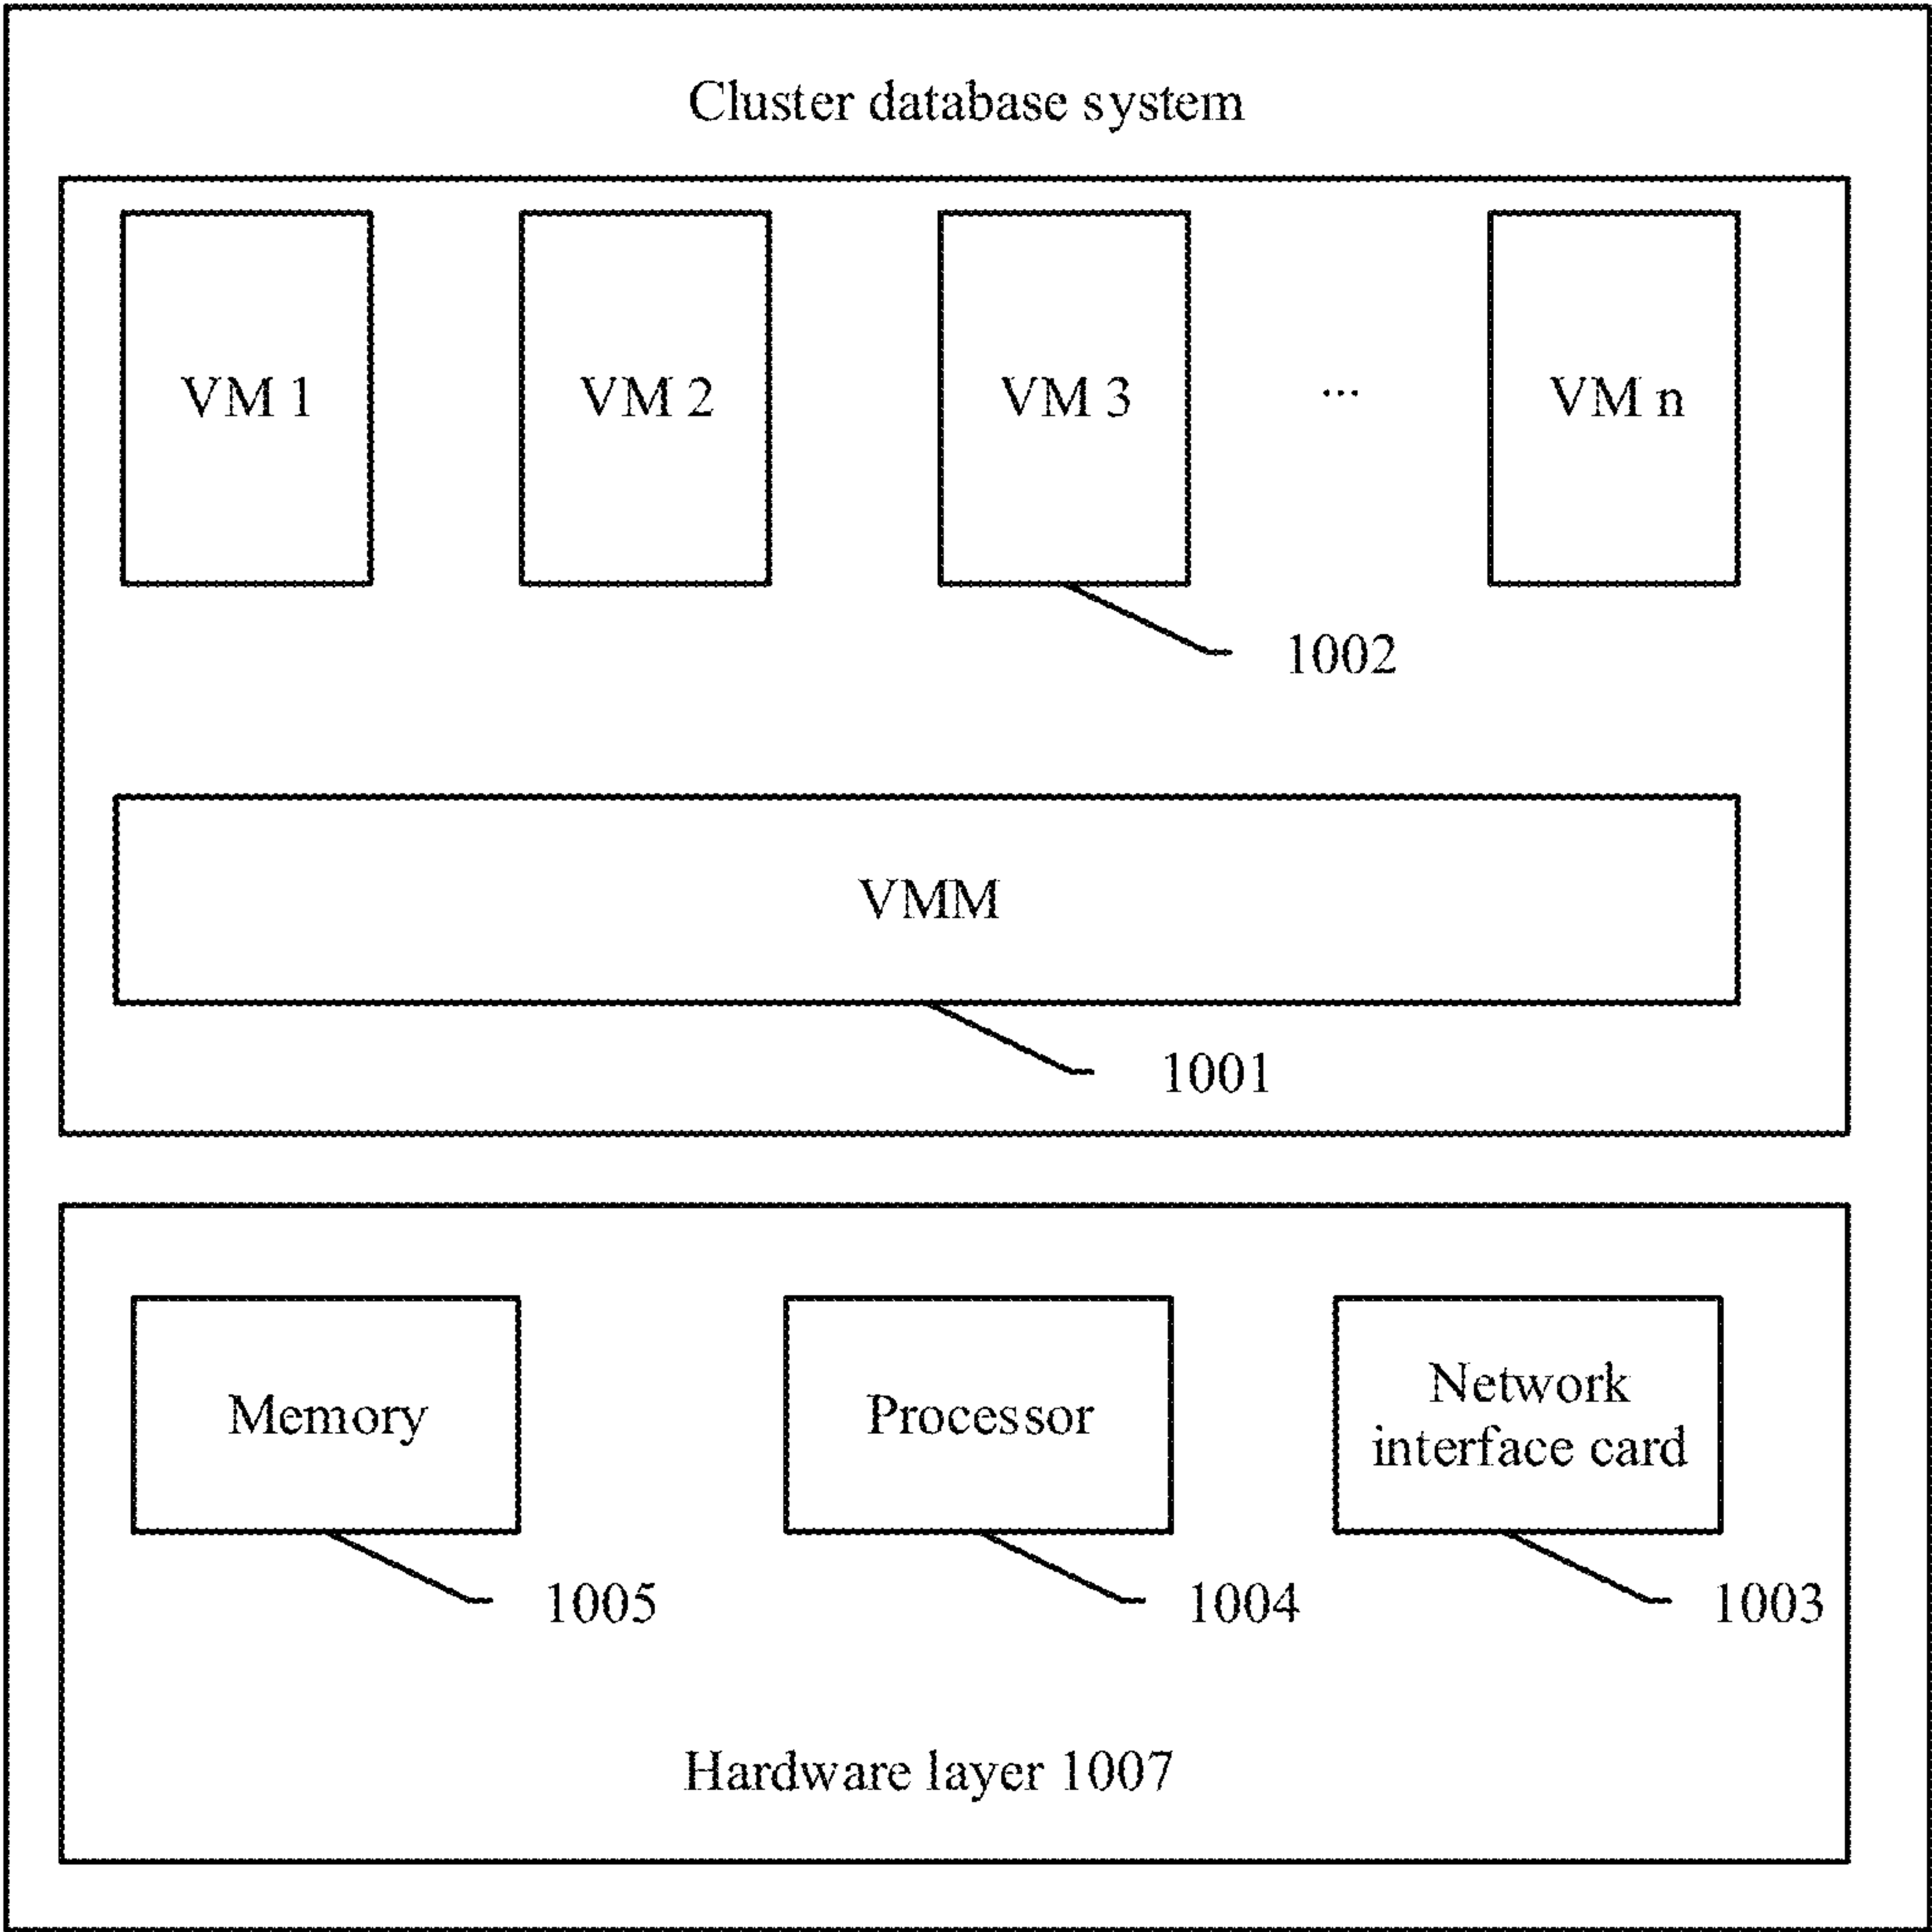 Cluster database system
VM 1
VM 2
VM 3
...
VM n
1002
VMM
1001
Memory
Processor
Network
interface card
1005
1004
1003
Hardware layer 1007